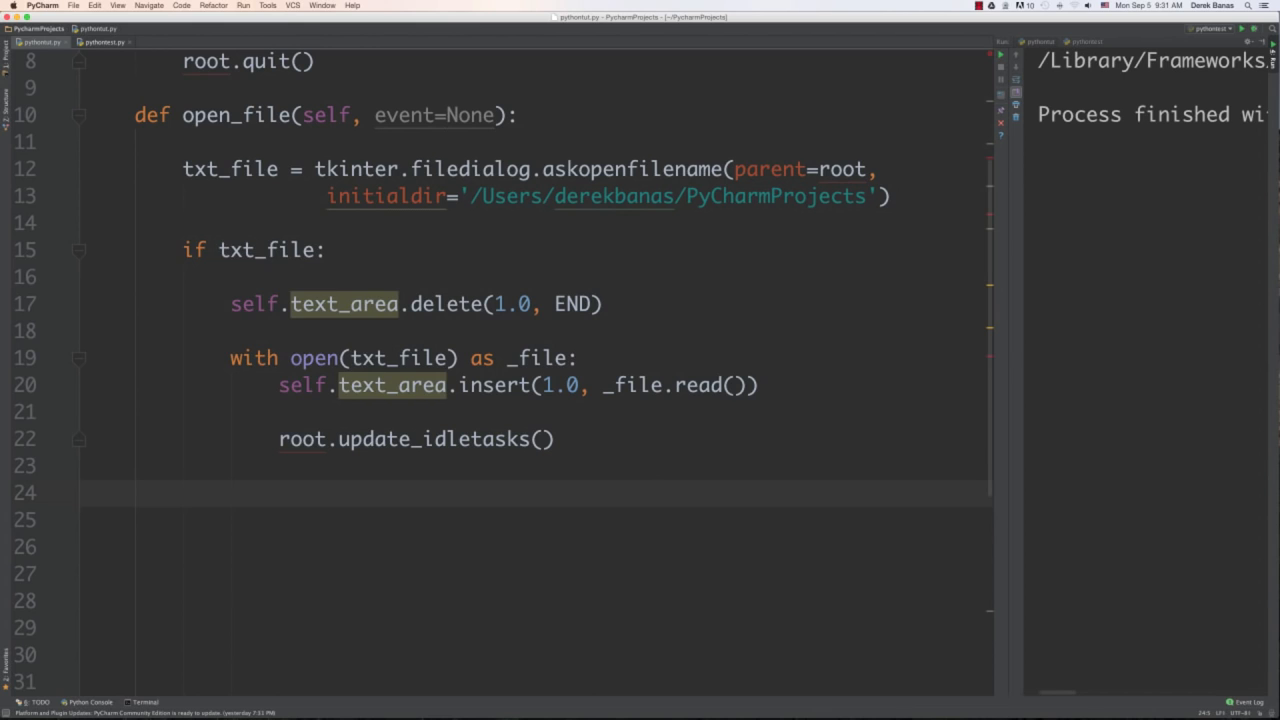 PyCharm File Edit View Navigate Code Refactor Run Tools VCS Window Help
10 Mon Sep 5 9:31 AM Derek Banas
pythontut.py - PycharmProjects - [~/PycharmProjects]
PycharmProjects pythontut.py
pythontest
pythontut.py pythontest.py
Run: pythontut pythontest
1: Project
7: Structure
2: Favorites
4: Run
8 root.quit()
9
10 def open_file(self, event=None):
11
12 txt_file = tkinter.filedialog.askopenfilename(parent=root,
13 initialdir='/Users/derekbanas/PyCharmProjects')
14
15 if txt_file:
16
17 self.text_area.delete(1.0, END)
18
19 with open(txt_file) as _file:
20 self.text_area.insert(1.0, _file.read())
21
22 root.update_idletasks()
23
24
25
26
27
28
29
30
31
/Library/Frameworks
Process finished wi
6: TODO Python Console Terminal
Event Log
Platform and Plugin Updates: PyCharm Community Edition is ready to update. (yesterday 7:51 PM)
24:5 LF÷ UTF-8÷